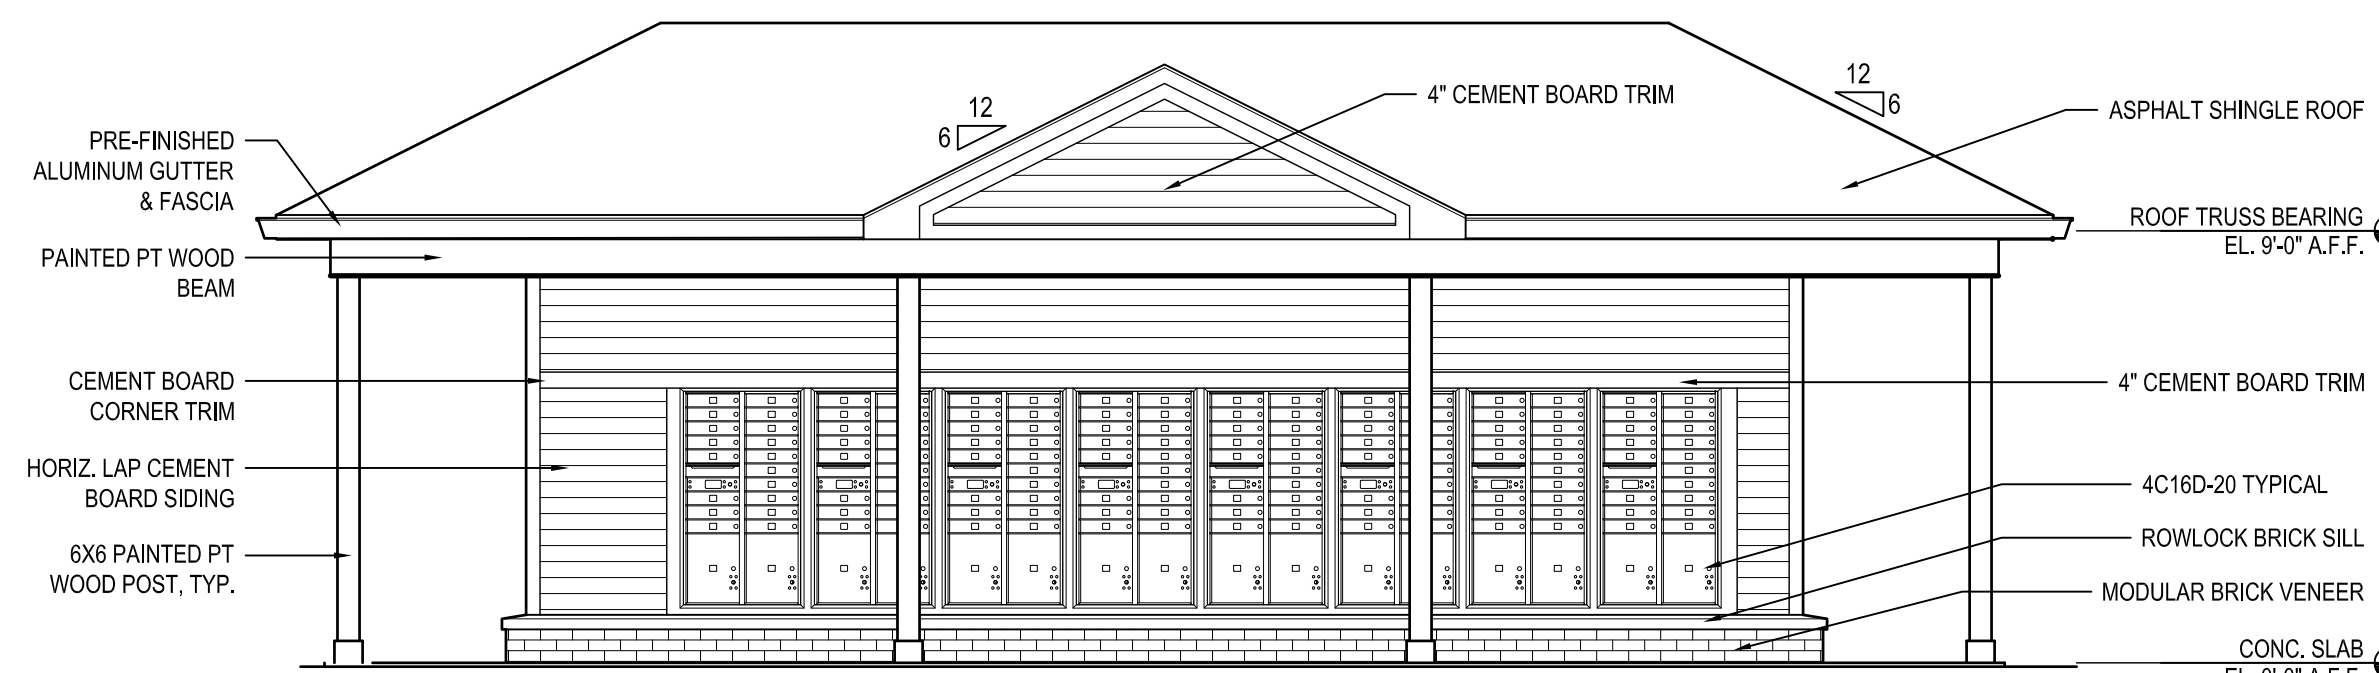 12
6
4" CEMENT BOARD TRIM
12
6
ASPHALT SHINGLE ROOF
PRE-FINISHED
ALUMINUM GUTTER
& FASCIA
ROOF TRUSS BEARING
EL. 9'-0" A.F.F.
PAINTED PT WOOD
BEAM
CEMENT BOARD
CORNER TRIM
4" CEMENT BOARD TRIM
HORIZ. LAP CEMENT
BOARD SIDING
4C16D-20 TYPICAL
ROWLOCK BRICK SILL
6X6 PAINTED PT
WOOD POST, TYP.
MODULAR BRICK VENEER
CONC. SLAB